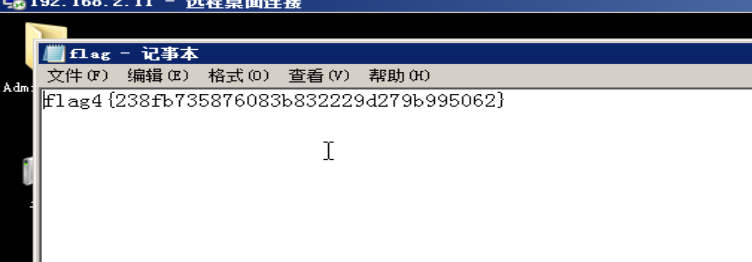 192.168.2.11 - 远程桌面连接
flag - 记事本
文件(F) 编辑(E) 格式(O) 查看(V) 帮助(H)
Adm
flag4{238fb735876083b832229d279b995062}